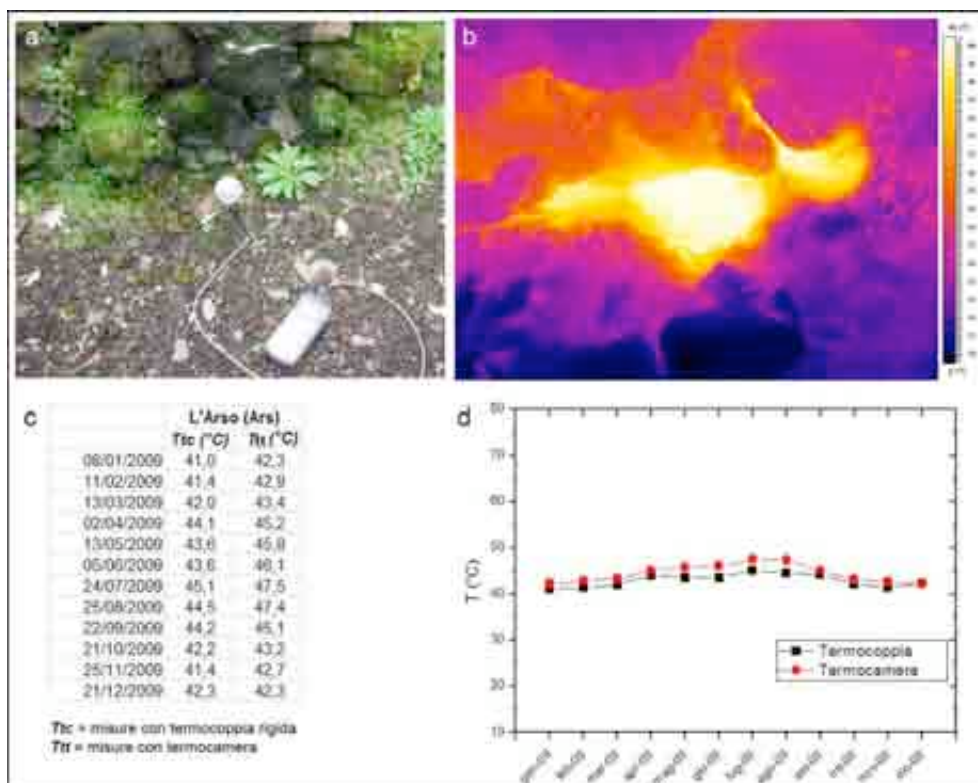 a
b
c
L'Arso (Ars)
Ttc (°C) Ttt (°C)
08/01/2009 41,0 42,3
11/02/2009 41,4 42,9
13/03/2009 42,0 43,4
02/04/2009 44,1 45,2
13/05/2009 43,6 45,8
05/06/2009 43,6 46,1
24/07/2009 45,1 47,5
25/08/2009 44,5 47,4
22/09/2009 44,2 45,1
21/10/2009 42,2 43,2
25/11/2009 41,4 42,7
21/12/2009 42,3 42,3
Ttc = misure con termocoppia rigida
Ttt = misure con termocamera
d
80
70
60
50
40
30
20
10
T (°C)
Termocoppia
Termocamera